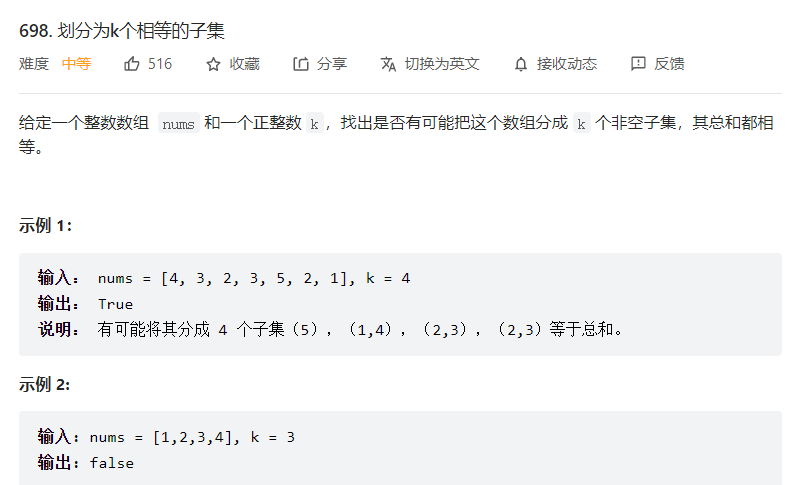 698. 划分为k个相等的子集
难度 中等 516 收藏 分享 切换为英文 接收动态 反馈
给定一个整数数组 nums 和一个正整数 k，找出是否有可能把这个数组分成 k 个非空子集，其总和都相
等。
示例 1：
输入： nums = [4, 3, 2, 3, 5, 2, 1], k = 4
输出： True
说明： 有可能将其分成 4 个子集（5），（1,4），（2,3），（2,3）等于总和。
示例 2:
输入: nums = [1,2,3,4], k = 3
输出: false